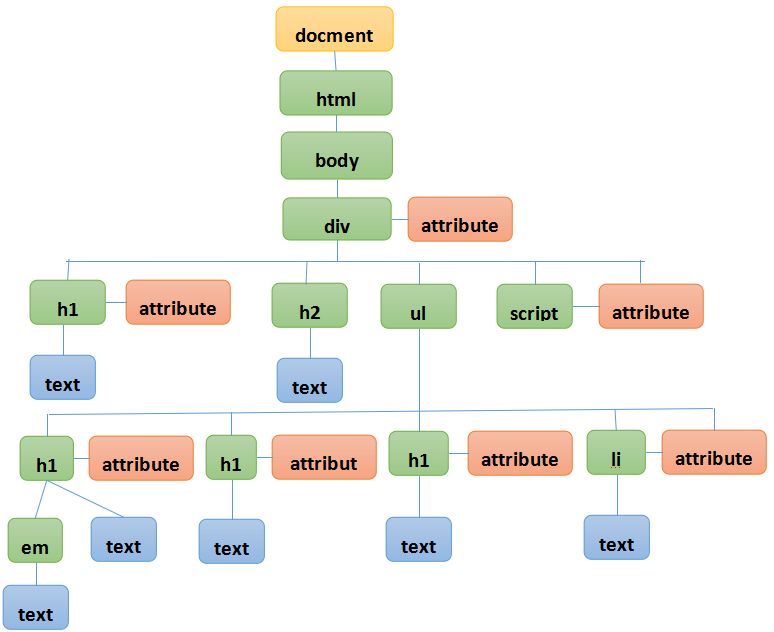 docment
html
body
div
attribute
h1
attribute
h2
ul
script
attribute
text
text
h1
attribute
h1
attribut
h1
attribute
li
attribute
em
text
text
text
text
text